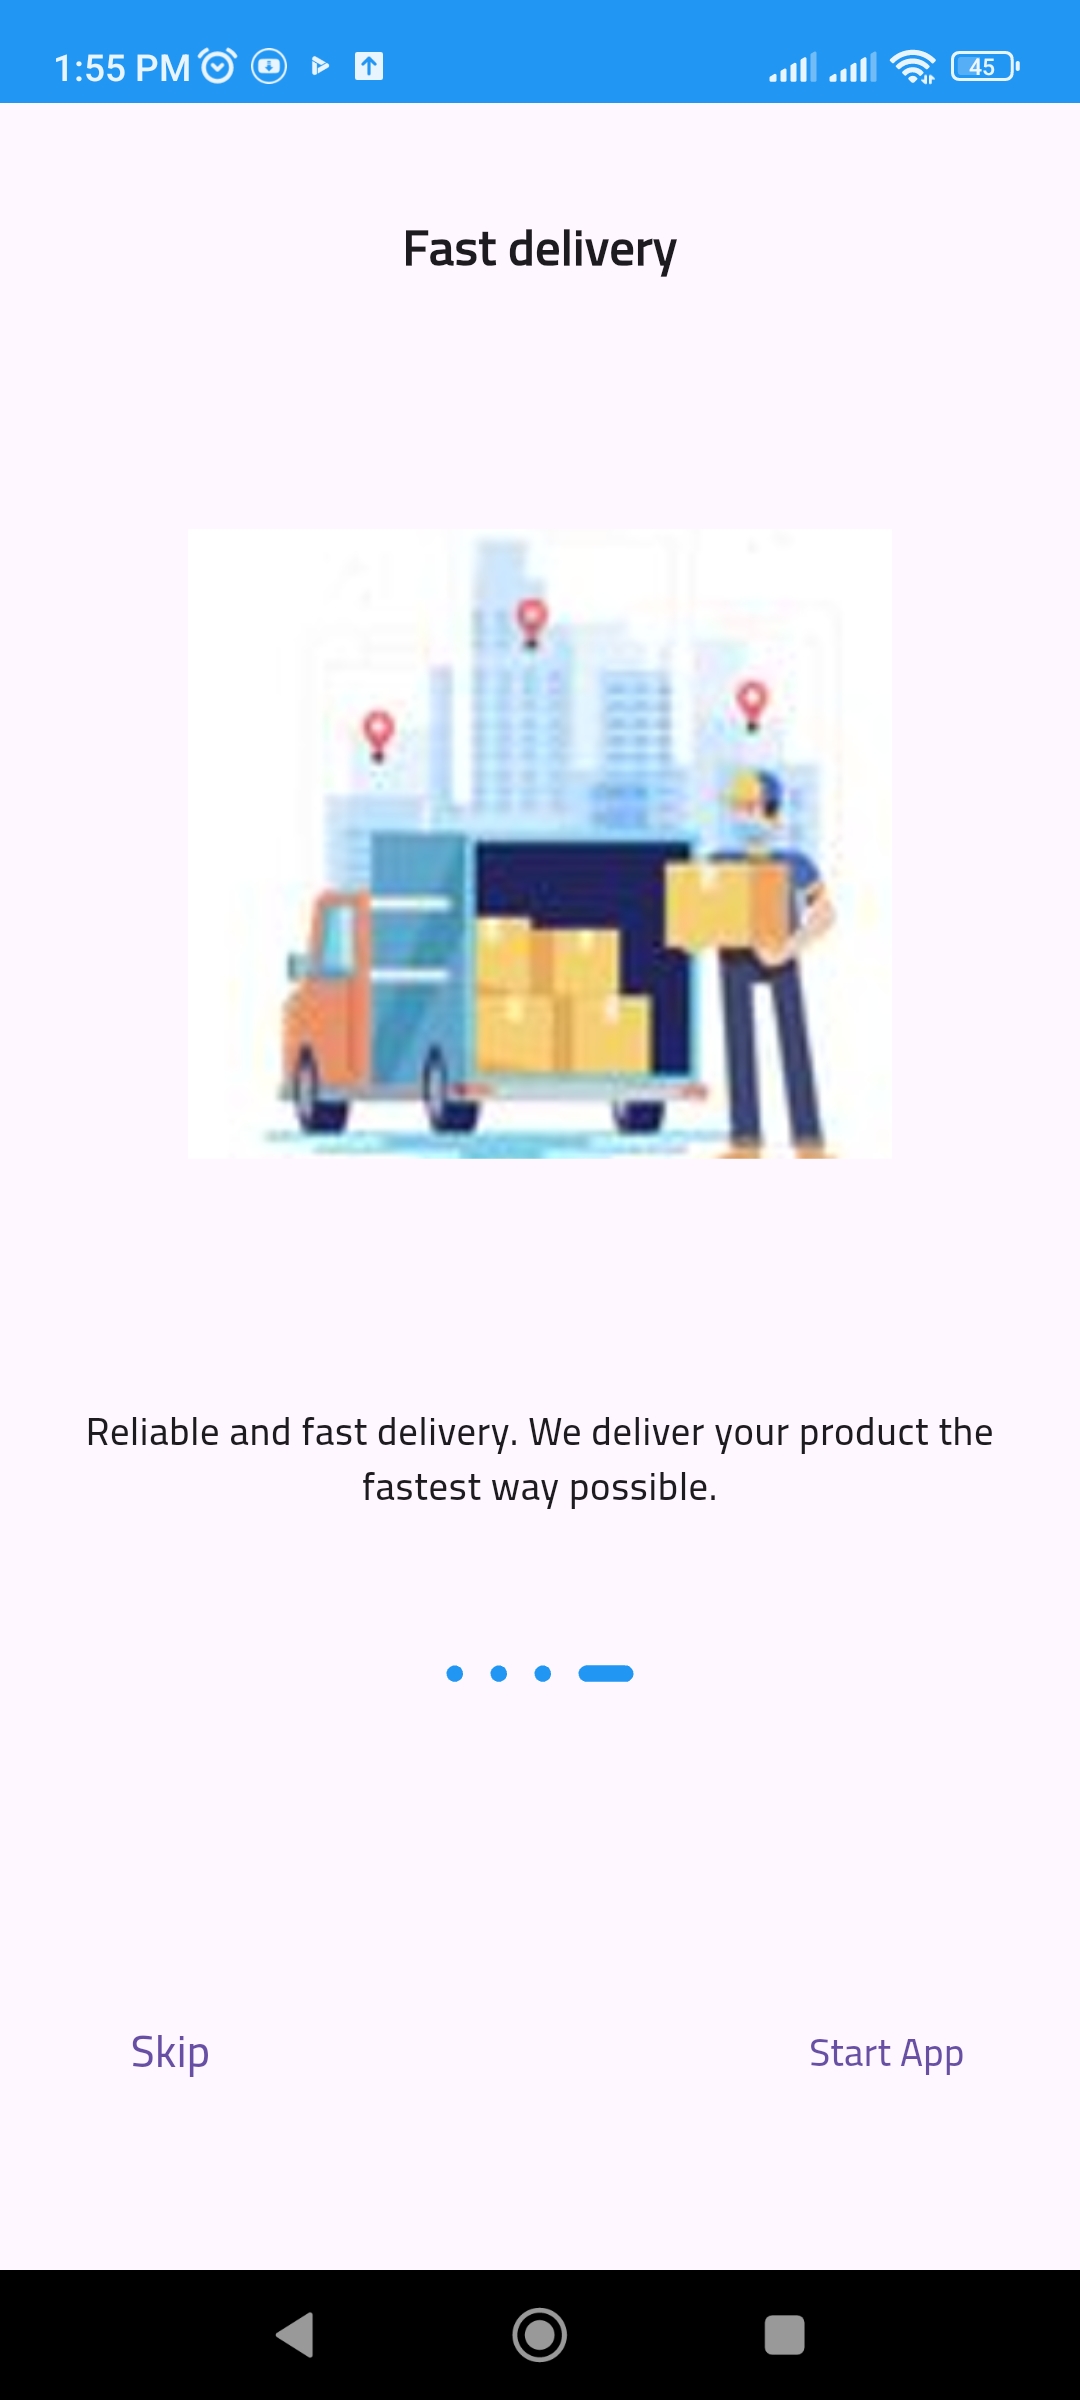 1:55 PM
45
Fast delivery
Reliable and fast delivery. We deliver your product the
fastest way possible.
Skip
Start App